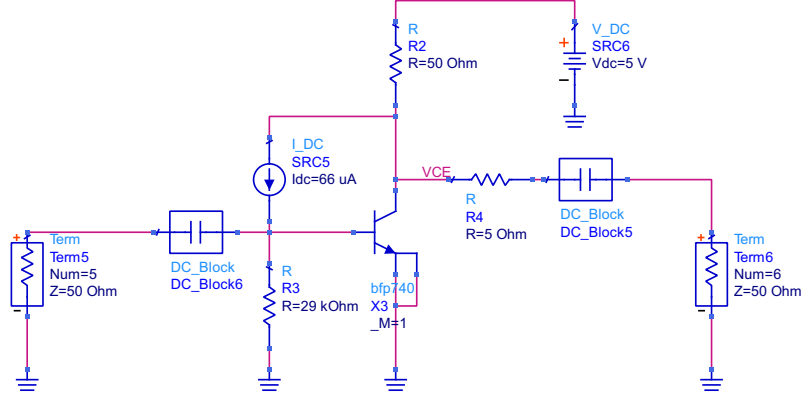 R
R2
R=50 Ohm
V_DC
SRC6
Vdc=5 V
+
−
I_DC
SRC5
Idc=66 uA
VCE
R
R4
R=5 Ohm
DC_Block
DC_Block5
+
Term
Term5
Num=5
Z=50 Ohm
−
DC_Block
DC_Block6
R
R3
R=29 kOhm
bfp740
X3
_M=1
+
Term
Term6
Num=6
Z=50 Ohm
−